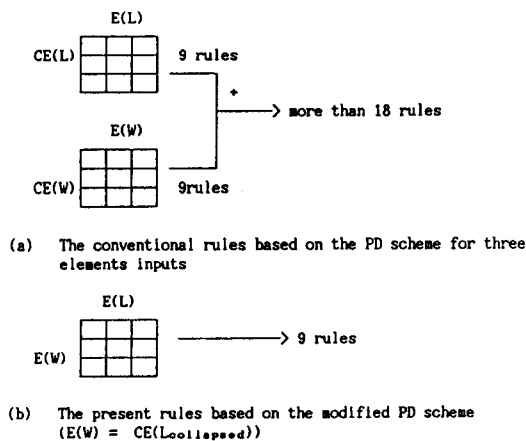 E(L)
CE(L) 9 rules
+
more than 18 rules
E(W)
CE(W) 9rules
(a) The conventional rules based on the PD scheme for three
elements inputs
E(L)
E(W) 9 rules
(b) The present rules based on the modified PD scheme
(E(W) = CE(Lcollapsed))